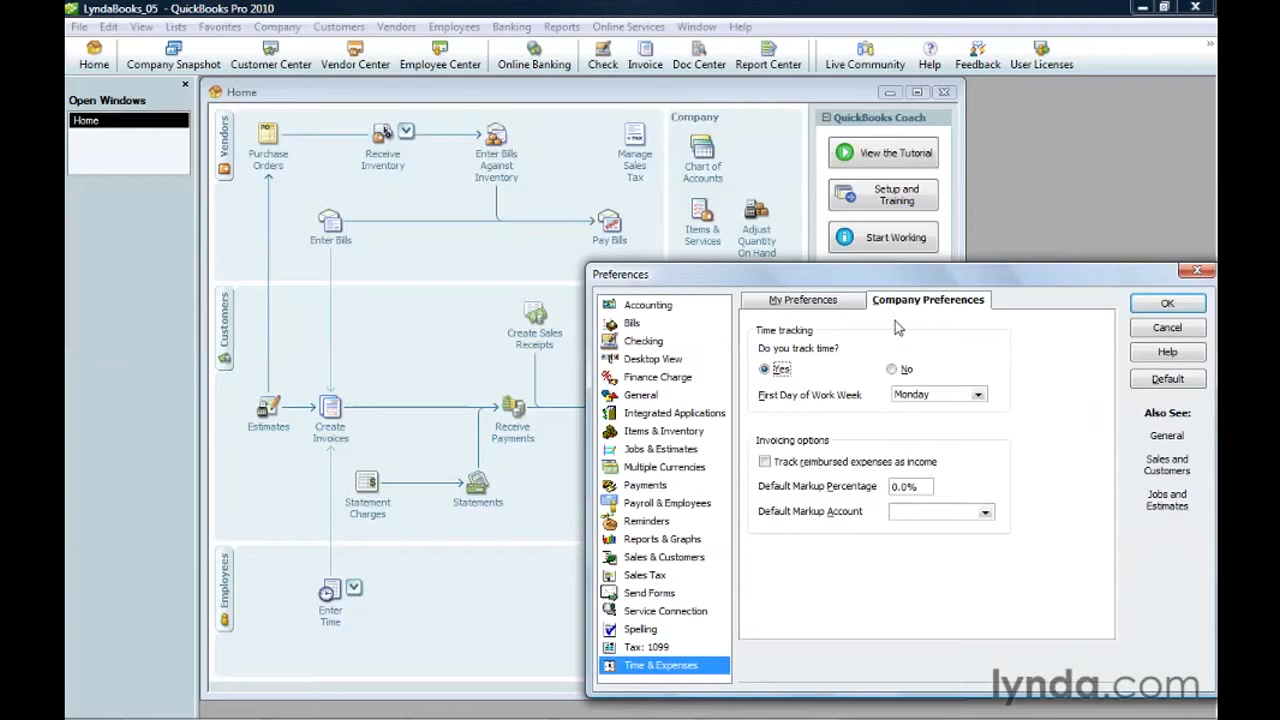 LyndaBooks_05 - QuickBooks Pro 2010
File Edit View Lists Favorites Company Customers Vendors Employees Banking Reports Online Services Window Help
Home Company Snapshot Customer Center Vendor Center Employee Center Online Banking Check Invoice Doc Center Report Center Live Community Help Feedback User Licenses
Open Windows
Home
Home
Vendors
Purchase
Orders
Receive
Inventory
Enter Bills
Against
Inventory
Manage
Sales
Tax
Enter Bills
Pay Bills
Company
Chart of
Accounts
Items &
Services
Adjust
Quantity
On Hand
QuickBooks Coach
View the Tutorial
Setup and
Training
Start Working
Customers
Create Sales
Receipts
Estimates
Create
Invoices
Receive
Payments
Statement
Charges
Statements
Employees
Enter
Time
Preferences
Accounting
Bills
Checking
Desktop View
Finance Charge
General
Integrated Applications
Items & Inventory
Jobs & Estimates
Multiple Currencies
Payments
Payroll & Employees
Reminders
Reports & Graphs
Sales & Customers
Sales Tax
Send Forms
Service Connection
Spelling
Tax: 1099
Time & Expenses
My Preferences Company Preferences
Time tracking
Do you track time?
Yes No
First Day of Work Week Monday
Invoicing options
Track reimbursed expenses as income
Default Markup Percentage 0.0%
Default Markup Account
OK
Cancel
Help
Default
Also See:
General
Sales and
Customers
Jobs and
Estimates
lynda.com